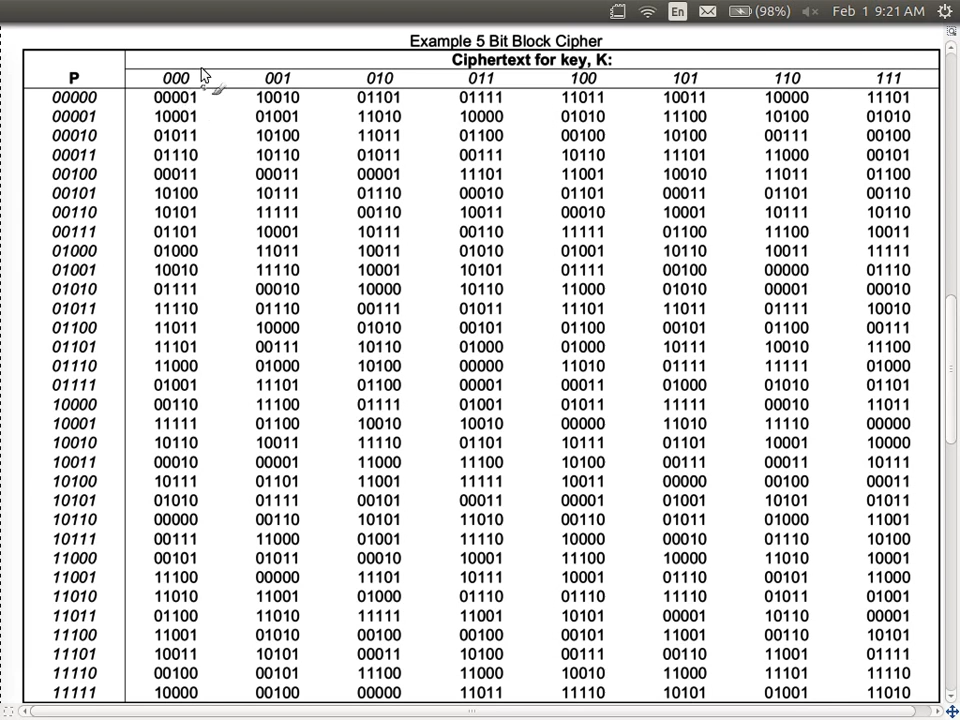 En (98%) Feb 1 9:21 AM
Example 5 Bit Block Cipher
Ciphertext for key, K:
P 000 001 010 011 100 101 110 111
00000 00001 10010 01101 01111 11011 10011 10000 11101
00001 10001 01001 11010 10000 01010 11100 10100 01010
00010 01011 10100 11011 01100 00100 10100 00111 00100
00011 01110 10110 01011 00111 10110 11101 11000 00101
00100 00011 00011 00001 11101 11001 10010 11011 01100
00101 10100 10111 01110 00010 01101 00011 01101 00110
00110 10101 11111 00110 10011 00010 10001 10111 10110
00111 01101 10001 10111 00110 11111 01100 11100 10011
01000 01000 11011 10011 01010 01001 10110 10011 11111
01001 10010 11110 10001 10101 01111 00100 00000 01110
01010 01111 00010 10000 10110 11000 01010 00001 00010
01011 11110 01110 00111 01011 11101 11011 01111 10010
01100 11011 10000 01010 00101 01100 00101 01100 00111
01101 11101 00111 10110 01000 01000 10111 10010 11100
01110 11000 01000 10100 00000 11010 01111 11111 01000
01111 01001 11101 01100 00001 00011 01000 01010 01101
10000 00110 11100 01111 01001 01011 11111 00010 11011
10001 11111 01100 10010 10010 00000 11010 11110 00000
10010 10110 10011 11110 01101 10111 01101 10001 10000
10011 00010 00001 11000 11100 10100 00111 00011 10111
10100 10111 01101 11001 11111 10011 00000 00100 00011
10101 01010 01111 00101 00011 00001 01001 10101 01011
10110 00000 00110 10101 11010 00110 01011 01000 11001
10111 00111 11000 01001 11110 10000 00010 01110 10100
11000 00101 01011 00010 10001 11100 10000 11010 10001
11001 11100 00000 11101 10111 10001 01110 00101 11000
11010 11010 11001 01000 01110 01110 11110 01011 01001
11011 01100 11010 11111 11001 10101 00001 10110 00001
11100 11001 01010 00100 00100 00101 11001 00110 10101
11101 10011 10101 00011 10100 00111 00110 11001 01111
11110 00100 00101 11100 11000 10010 11000 11101 11110
11111 10000 00100 00000 11011 11110 10101 01001 11010